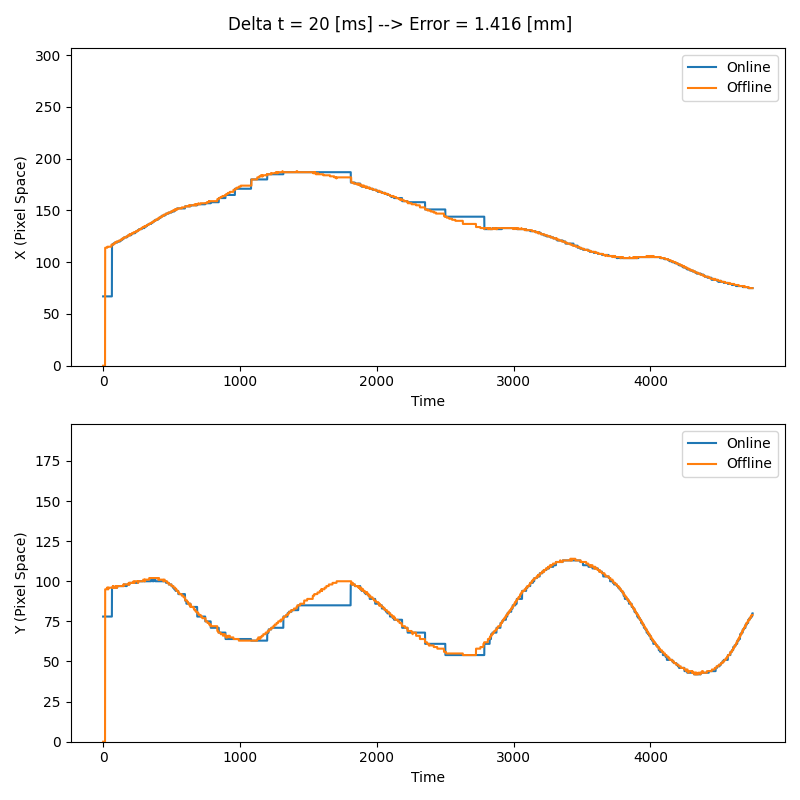 Delta t = 20 [ms] --> Error = 1.416 [mm]
300
250
200
150
100
50
0
X (Pixel Space)
Online
Offline
0 1000 2000 3000 4000
Time
175
150
125
100
75
50
25
0
Y (Pixel Space)
Online
Offline
0 1000 2000 3000 4000
Time